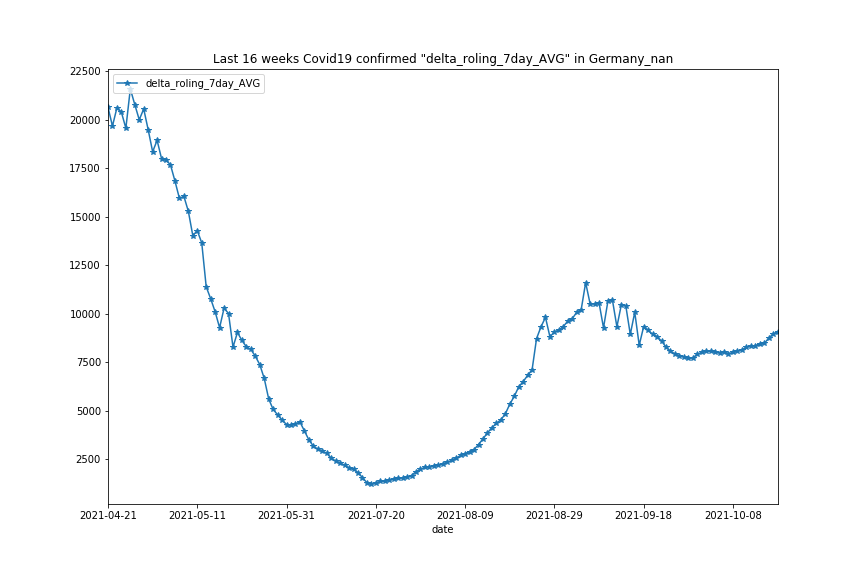 Last 16 weeks Covid19 confirmed "delta_roling_7day_AVG" in Germany_nan
delta_roling_7day_AVG
22500
20000
17500
15000
12500
10000
7500
5000
2500
2021-04-21 2021-05-11 2021-05-31 2021-07-20 2021-08-09 2021-08-29 2021-09-18 2021-10-08
date